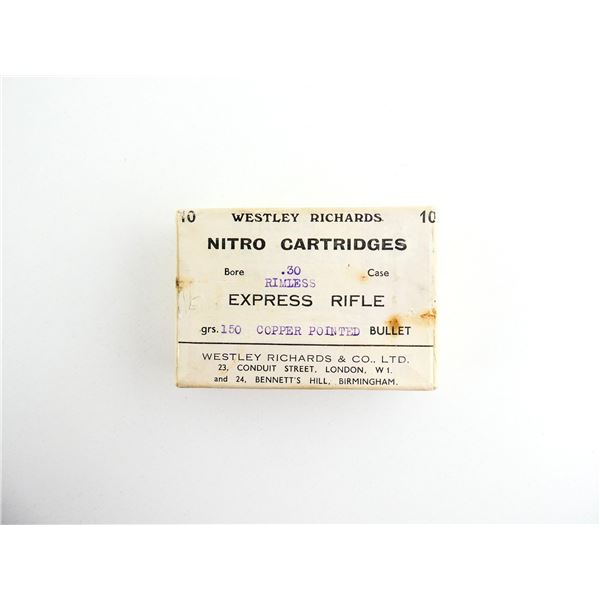 10 WESTLEY RICHARDS 10
NITRO CARTRIDGES
Bore .30 Case
RIMLESS
EXPRESS RIFLE
grs. 150 COPPER POINTED BULLET
WESTLEY RICHARDS & CO., LTD.
23, CONDUIT STREET, LONDON, W1.
and 24, BENNETT'S HILL, BIRMINGHAM.